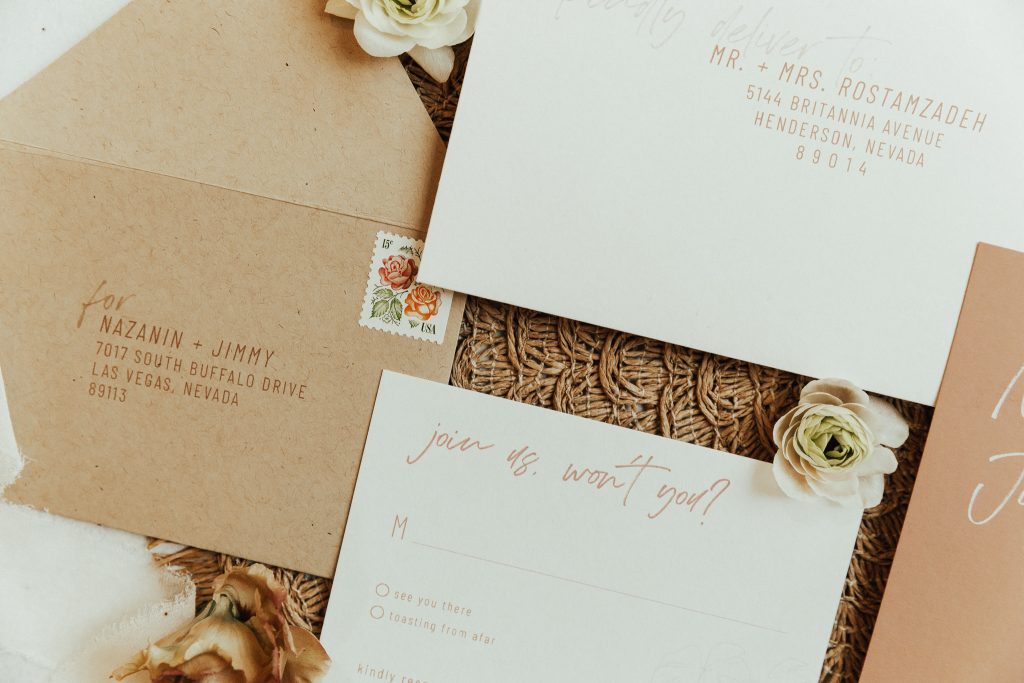 kindly deliver to:
MR. + MRS. ROSTAMZADEH
5144 BRITANNIA AVENUE
HENDERSON, NEVADA
89014
15c
USA
for
NAZANIN + JIMMY
7017 SOUTH BUFFALO DRIVE
LAS VEGAS, NEVADA
89113
join us, won't you?
M
see you there
toasting from afar
kindly